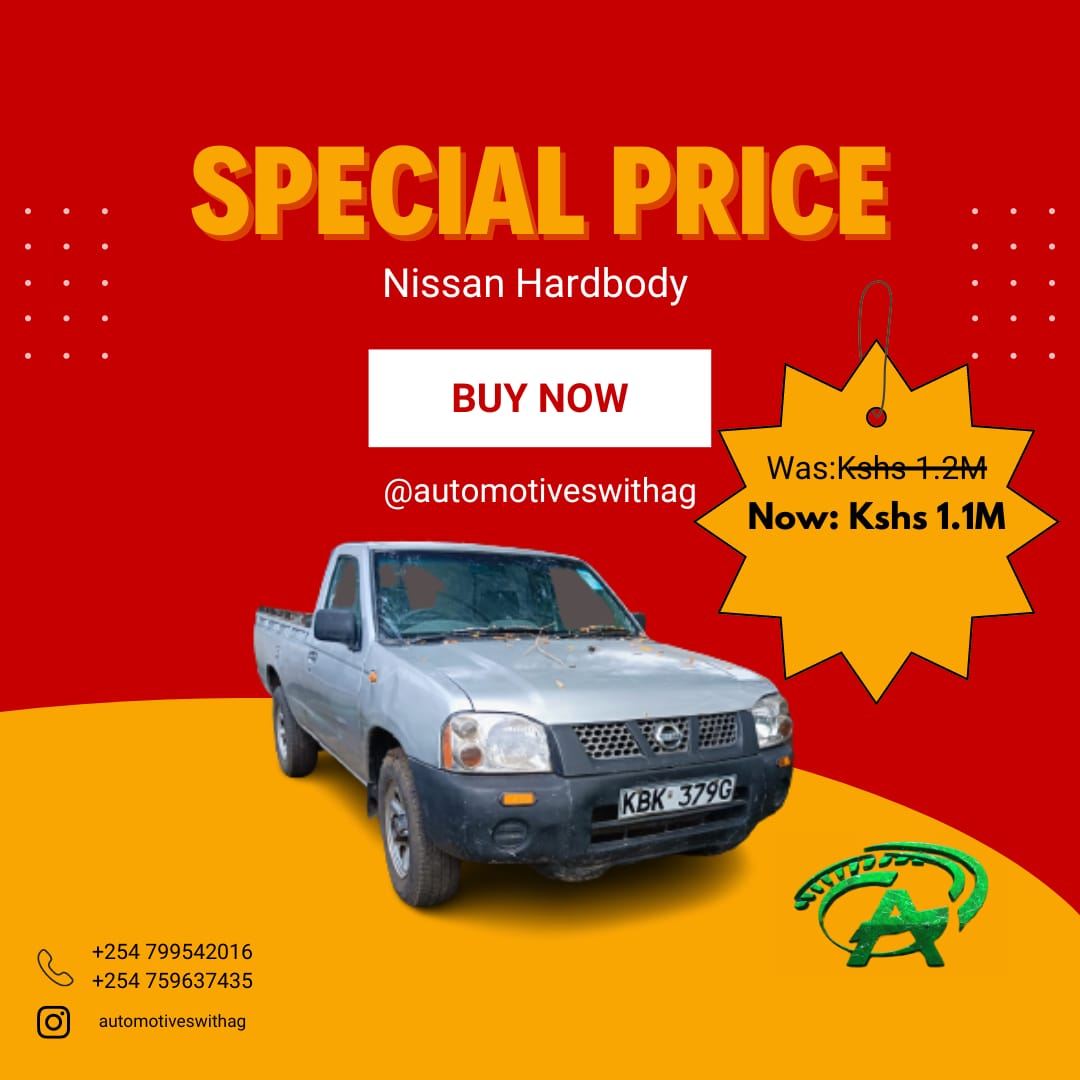 SPECIAL PRICE
Nissan Hardbody
BUY NOW
@automotiveswithag
Was:Kshs 1.2M
Now: Kshs 1.1M
KBK 379G
A
+254 799542016
+254 759637435
automotiveswithag